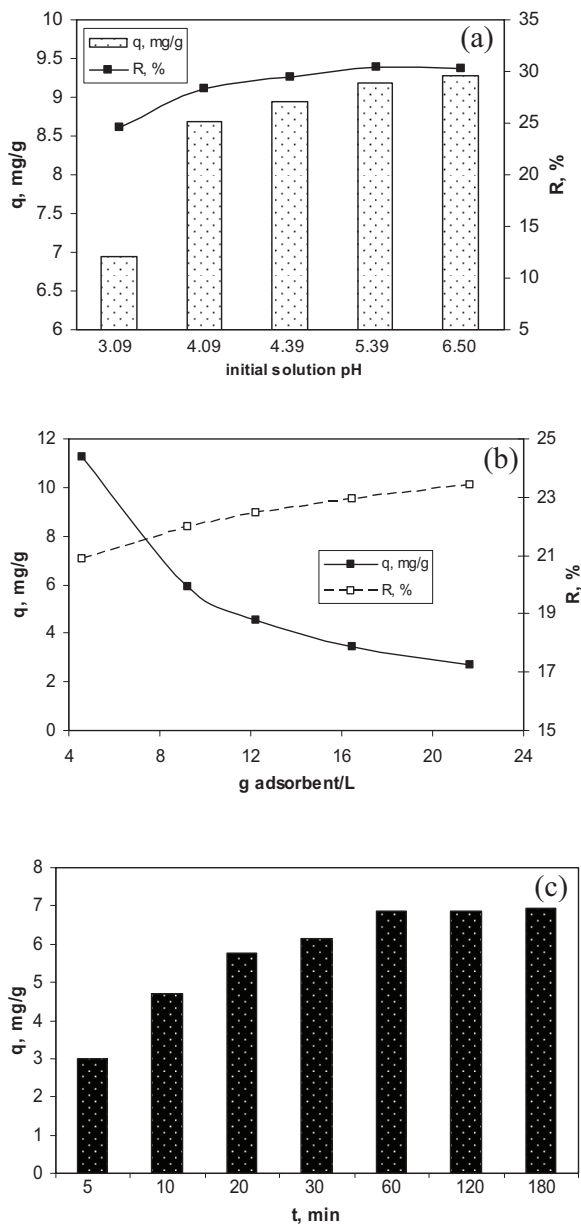 (a)
q, mg/g
R, %
10
9.5
9
8.5
8
7.5
7
6.5
6
35
30
25
20
15
10
5
q, mg/g
R, %
3.09 4.09 4.39 5.39 6.50
initial solution pH
(b)
12
10
8
6
4
2
0
25
23
21
19
17
15
q, mg/g
R, %
q, mg/g
R, %
4 8 12 16 20 24
g adsorbent/L
(c)
8
7
6
5
4
3
2
1
0
q, mg/g
5 10 20 30 60 120 180
t, min